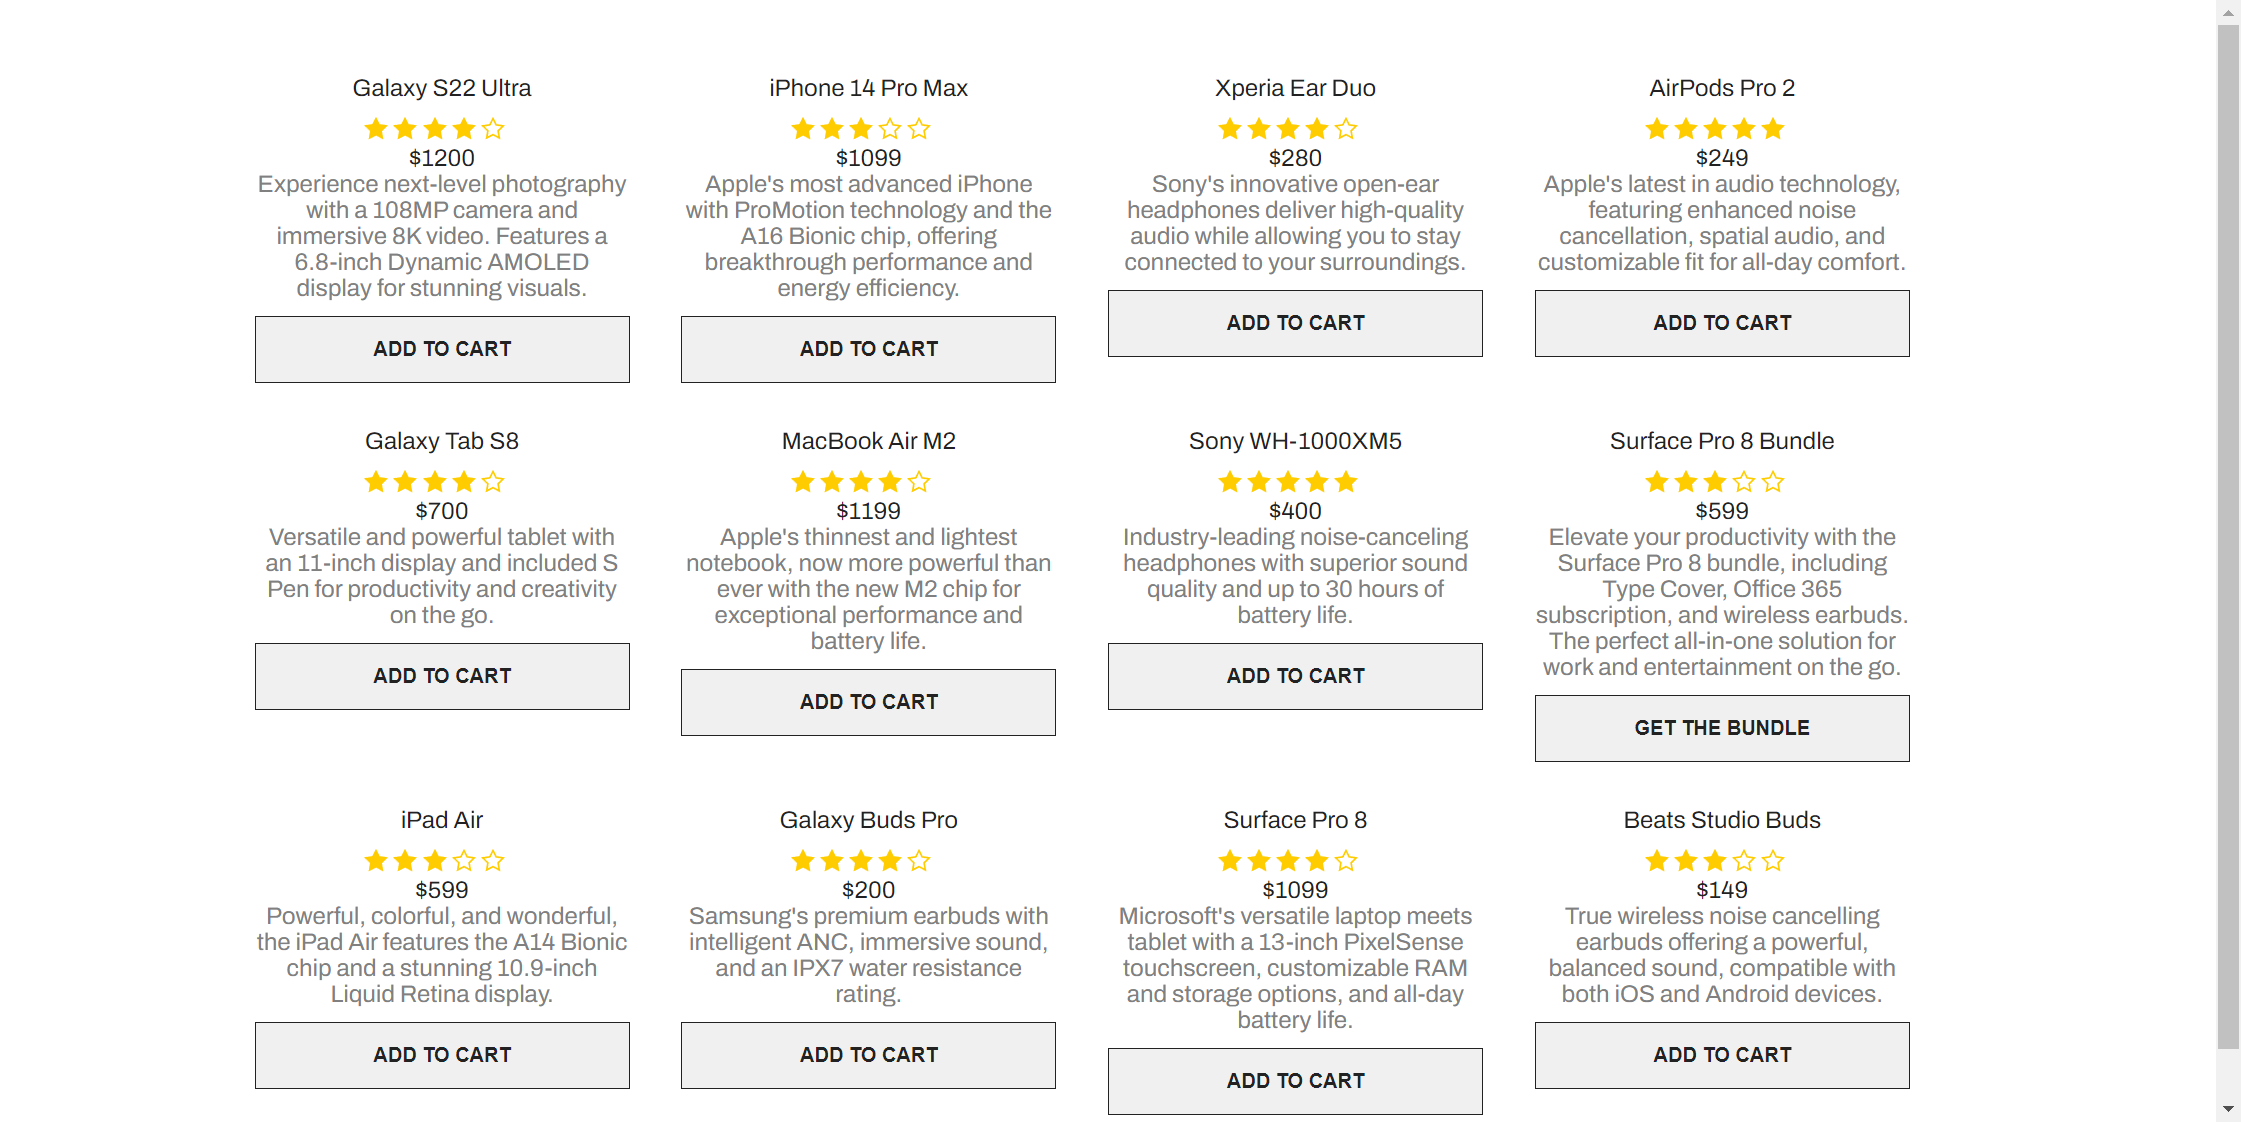 Galaxy S22 Ultra
$1200
Experience next-level photography
with a 108MP camera and
immersive 8K video. Features a
6.8-inch Dynamic AMOLED
display for stunning visuals.
ADD TO CART
iPhone 14 Pro Max
$1099
Apple's most advanced iPhone
with ProMotion technology and the
A16 Bionic chip, offering
breakthrough performance and
energy efficiency.
ADD TO CART
Xperia Ear Duo
$280
Sony's innovative open-ear
headphones deliver high-quality
audio while allowing you to stay
connected to your surroundings.
ADD TO CART
AirPods Pro 2
$249
Apple's latest in audio technology,
featuring enhanced noise
cancellation, spatial audio, and
customizable fit for all-day comfort.
ADD TO CART
Galaxy Tab S8
$700
Versatile and powerful tablet with
an 11-inch display and included S
Pen for productivity and creativity
on the go.
ADD TO CART
MacBook Air M2
$1199
Apple's thinnest and lightest
notebook, now more powerful than
ever with the new M2 chip for
exceptional performance and
battery life.
ADD TO CART
Sony WH-1000XM5
$400
Industry-leading noise-canceling
headphones with superior sound
quality and up to 30 hours of
battery life.
ADD TO CART
Surface Pro 8 Bundle
$599
Elevate your productivity with the
Surface Pro 8 bundle, including
Type Cover, Office 365
subscription, and wireless earbuds.
The perfect all-in-one solution for
work and entertainment on the go.
GET THE BUNDLE
iPad Air
$599
Powerful, colorful, and wonderful,
the iPad Air features the A14 Bionic
chip and a stunning 10.9-inch
Liquid Retina display.
ADD TO CART
Galaxy Buds Pro
$200
Samsung's premium earbuds with
intelligent ANC, immersive sound,
and an IPX7 water resistance
rating.
ADD TO CART
Surface Pro 8
$1099
Microsoft's versatile laptop meets
tablet with a 13-inch PixelSense
touchscreen, customizable RAM
and storage options, and all-day
battery life.
ADD TO CART
Beats Studio Buds
$149
True wireless noise cancelling
earbuds offering a powerful,
balanced sound, compatible with
both iOS and Android devices.
ADD TO CART